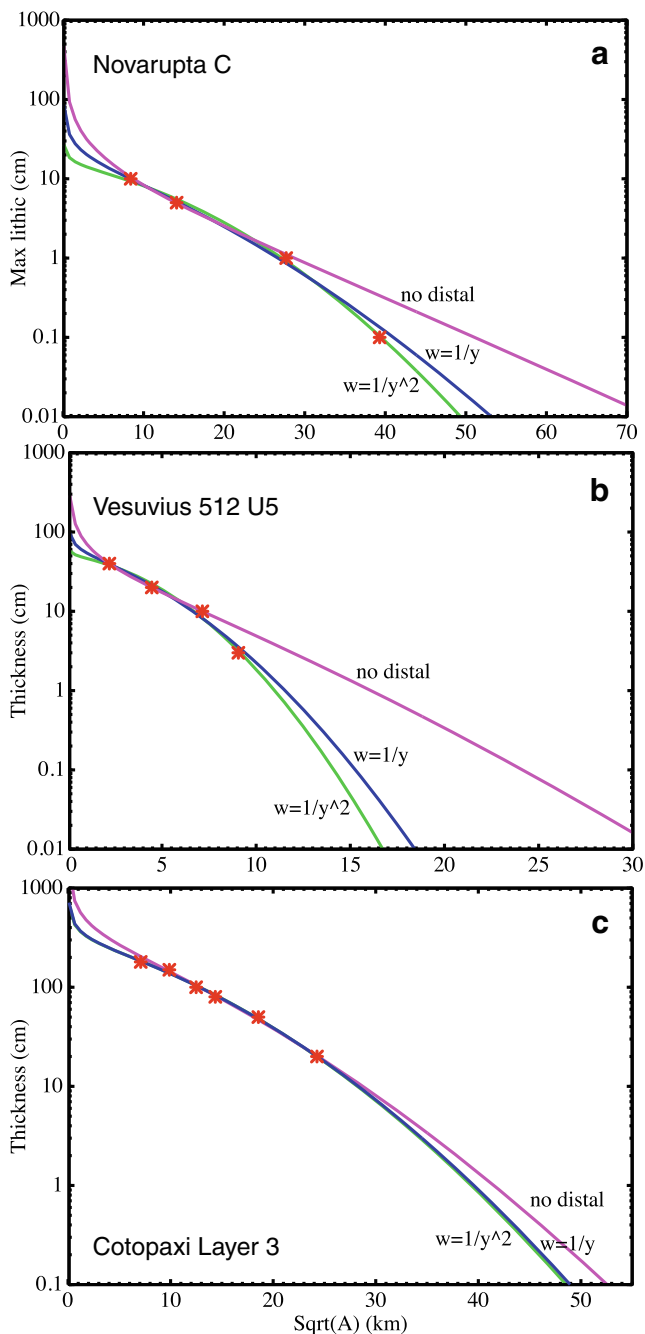 1000
a
Novarupta C
100
Max lithic (cm)
10
1
no distal
0.1
w=1/y
w=1/y^2
0.01
0 10 20 30 40 50 60 70
1000
b
Vesuvius 512 U5
100
Thickness (cm)
10
no distal
1
w=1/y
0.1
w=1/y^2
0.01
0 5 10 15 20 25 30
1000
c
100
Thickness (cm)
10
1
no distal
w=1/y^2 w=1/y
Cotopaxi Layer 3
0.1
0 10 20 30 40 50
Sqrt(A) (km)